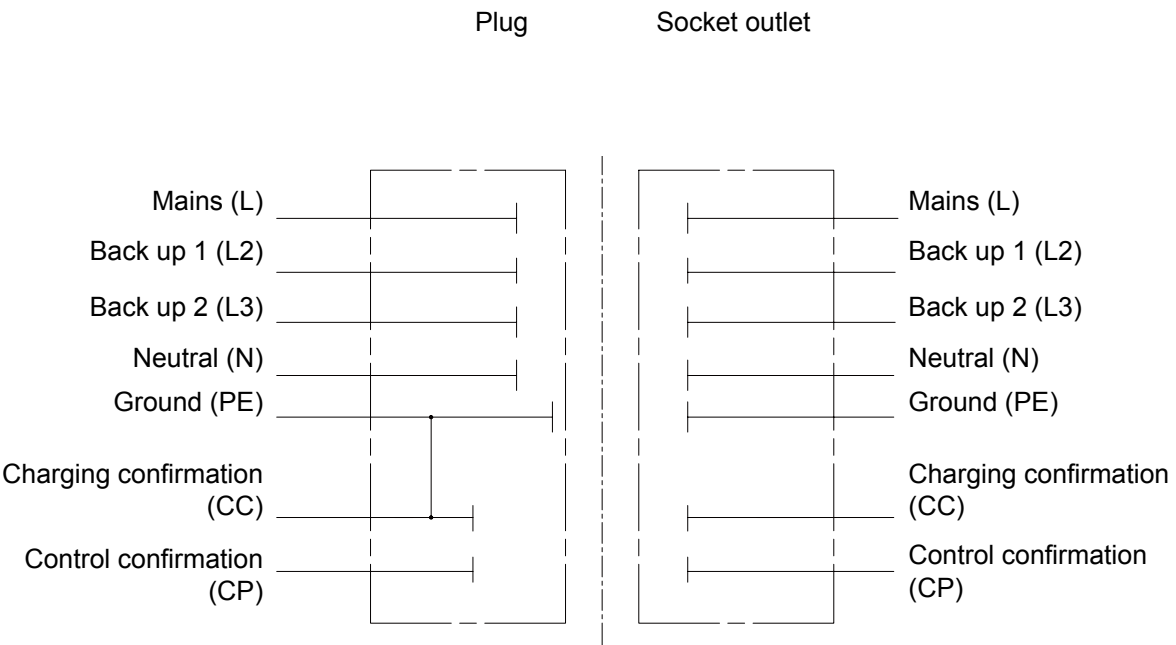 Plug Socket outlet
Mains (L) Mains (L)
Back up 1 (L2) Back up 1 (L2)
Back up 2 (L3) Back up 2 (L3)
Neutral (N) Neutral (N)
Ground (PE) Ground (PE)
Charging confirmation
(CC)
Charging confirmation
(CC)
Control confirmation
(CP)
Control confirmation
(CP)